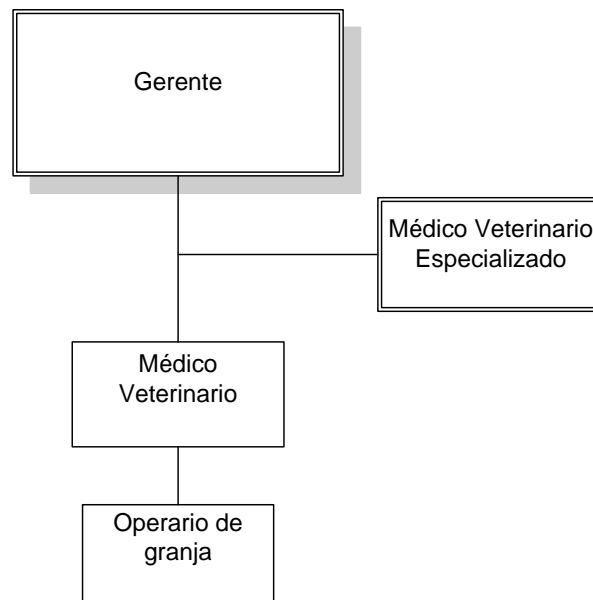 Gerente
Médico Veterinario
Especializado
Médico
Veterinario
Operario de
granja